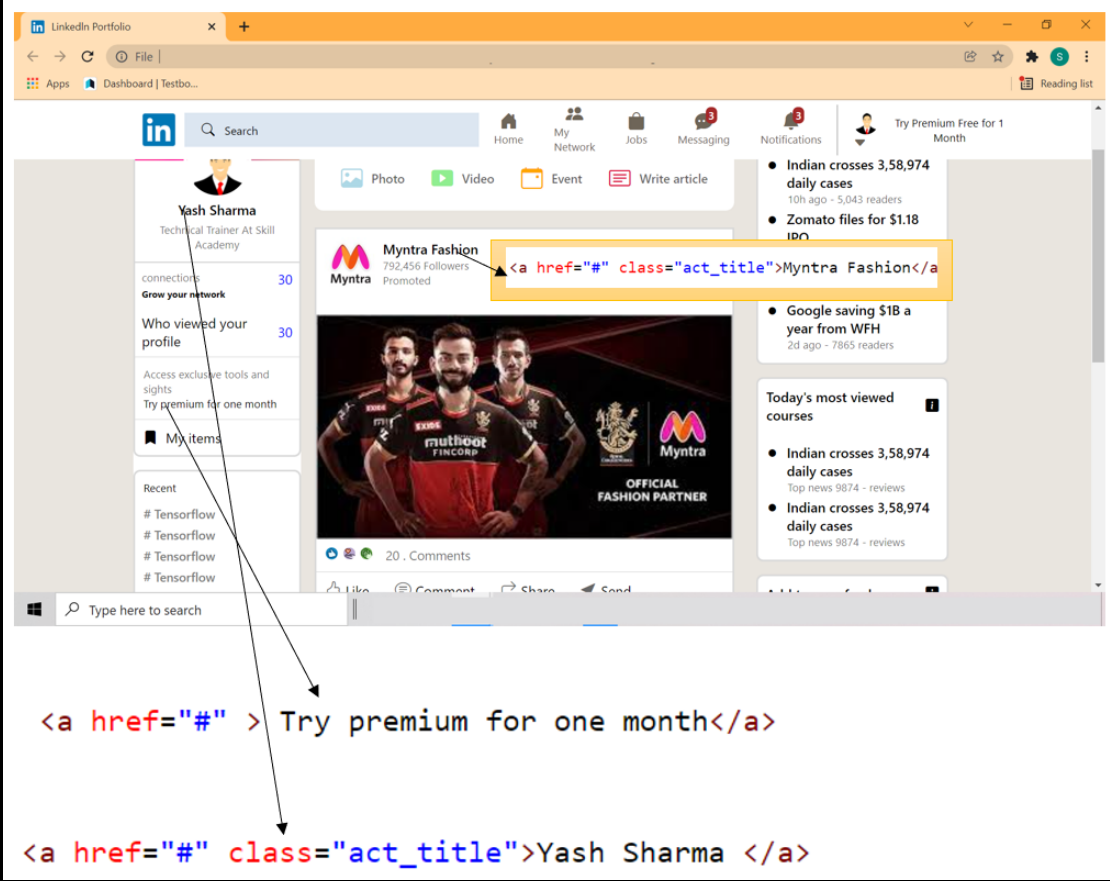 in LinkedIn Portfolio
File
Apps Dashboard | Testbo...
Reading list
S
in Search
Home
My
Network
Jobs
3
Messaging
3
Notifications
Try Premium Free for 1
Month
Yash Sharma
Technical Trainer At Skill
Academy
connections 30
Grow your network
Who viewed your
profile 30
Access exclusive tools and
sights
Try premium for one month
My items
Recent
# Tensorflow
# Tensorflow
# Tensorflow
# Tensorflow
Photo Video Event Write article
Myntra
Myntra Fashion
792,456 Followers
Promoted
<a href="#" class="act_title">Myntra Fashion</a
EXIDE
EXIDE
muthoot
FINCORP
Myntra
OFFICIAL
FASHION PARTNER
20 . Comments
Like Comment Share Send
Indian crosses 3,58,974
daily cases
10h ago - 5,043 readers
Zomato files for $1.18
IPO
Google saving $1B a
year from WFH
2d ago - 7865 readers
Today's most viewed
courses
Indian crosses 3,58,974
daily cases
Top news 9874 - reviews
Indian crosses 3,58,974
daily cases
Top news 9874 - reviews
Type here to search
<a href="#" > Try premium for one month</a>
<a href="#" class="act_title">Yash Sharma </a>